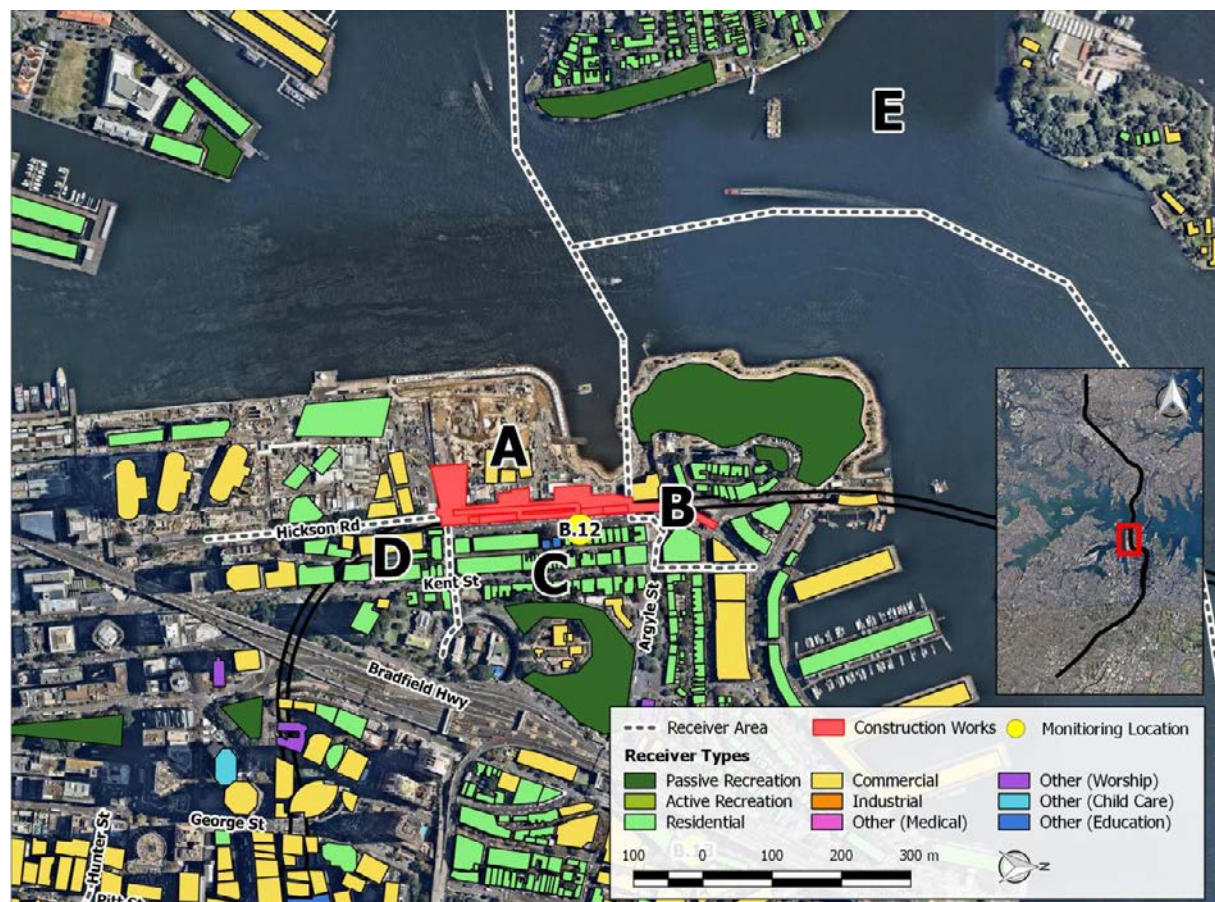 E
A
B
Hickson Rd
B.12
D
C
Kent St
Argyle St
Bradfield Hwy
George St
Hunter St
Receiver Area
Construction Works
Monitoring Location
Receiver Types
Passive Recreation
Commercial
Other (Worship)
Active Recreation
Industrial
Other (Child Care)
Residential
Other (Medical)
Other (Education)
100 0 100 200 300 m
N